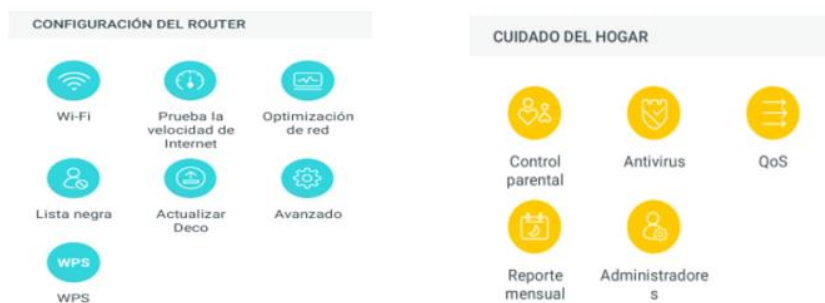 CONFIGURACIÓN DEL ROUTER
Wi-Fi
Prueba la
velocidad de
Internet
Optimización
de red
Lista negra
Actualizar
Deco
Avanzado
WPS
WPS
CUIDADO DEL HOGAR
Control
parental
Antivirus
QoS
Reporte
mensual
Administradore
s